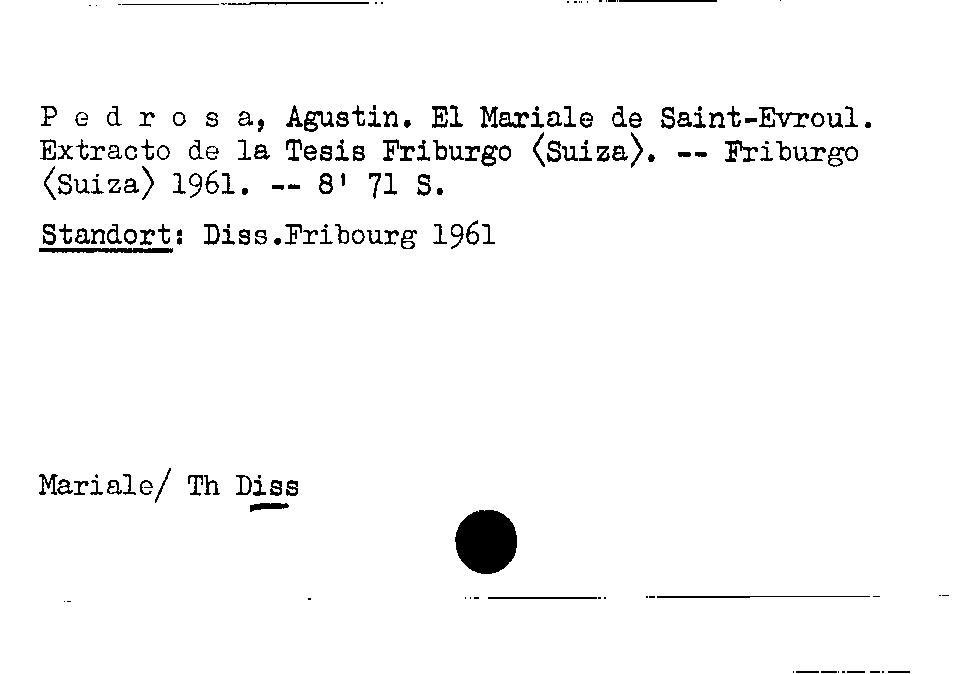 P e d r o s a, Agustin. El Mariale de Saint-Evroul.
Extracto de la Tesis Friburgo ⟨Suiza⟩. -- Friburgo
⟨Suiza⟩ 1961. -- 8' 71 S.
Standort: Diss.Fribourg 1961
Mariale/ Th Diss